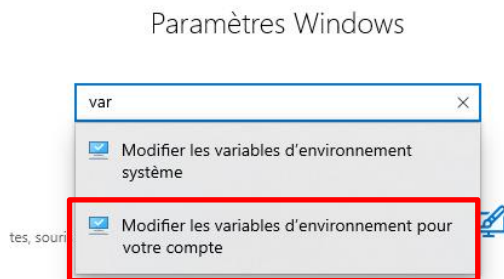 Paramètres Windows
var
Modifier les variables d'environnement
système
Modifier les variables d'environnement pour
votre compte
tes, souri